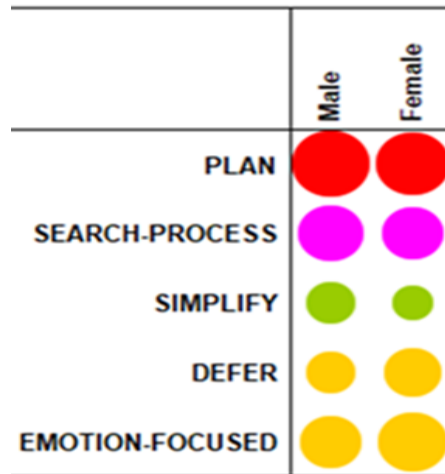 Male
Female
PLAN
SEARCH-PROCESS
SIMPLIFY
DEFER
EMOTION-FOCUSED